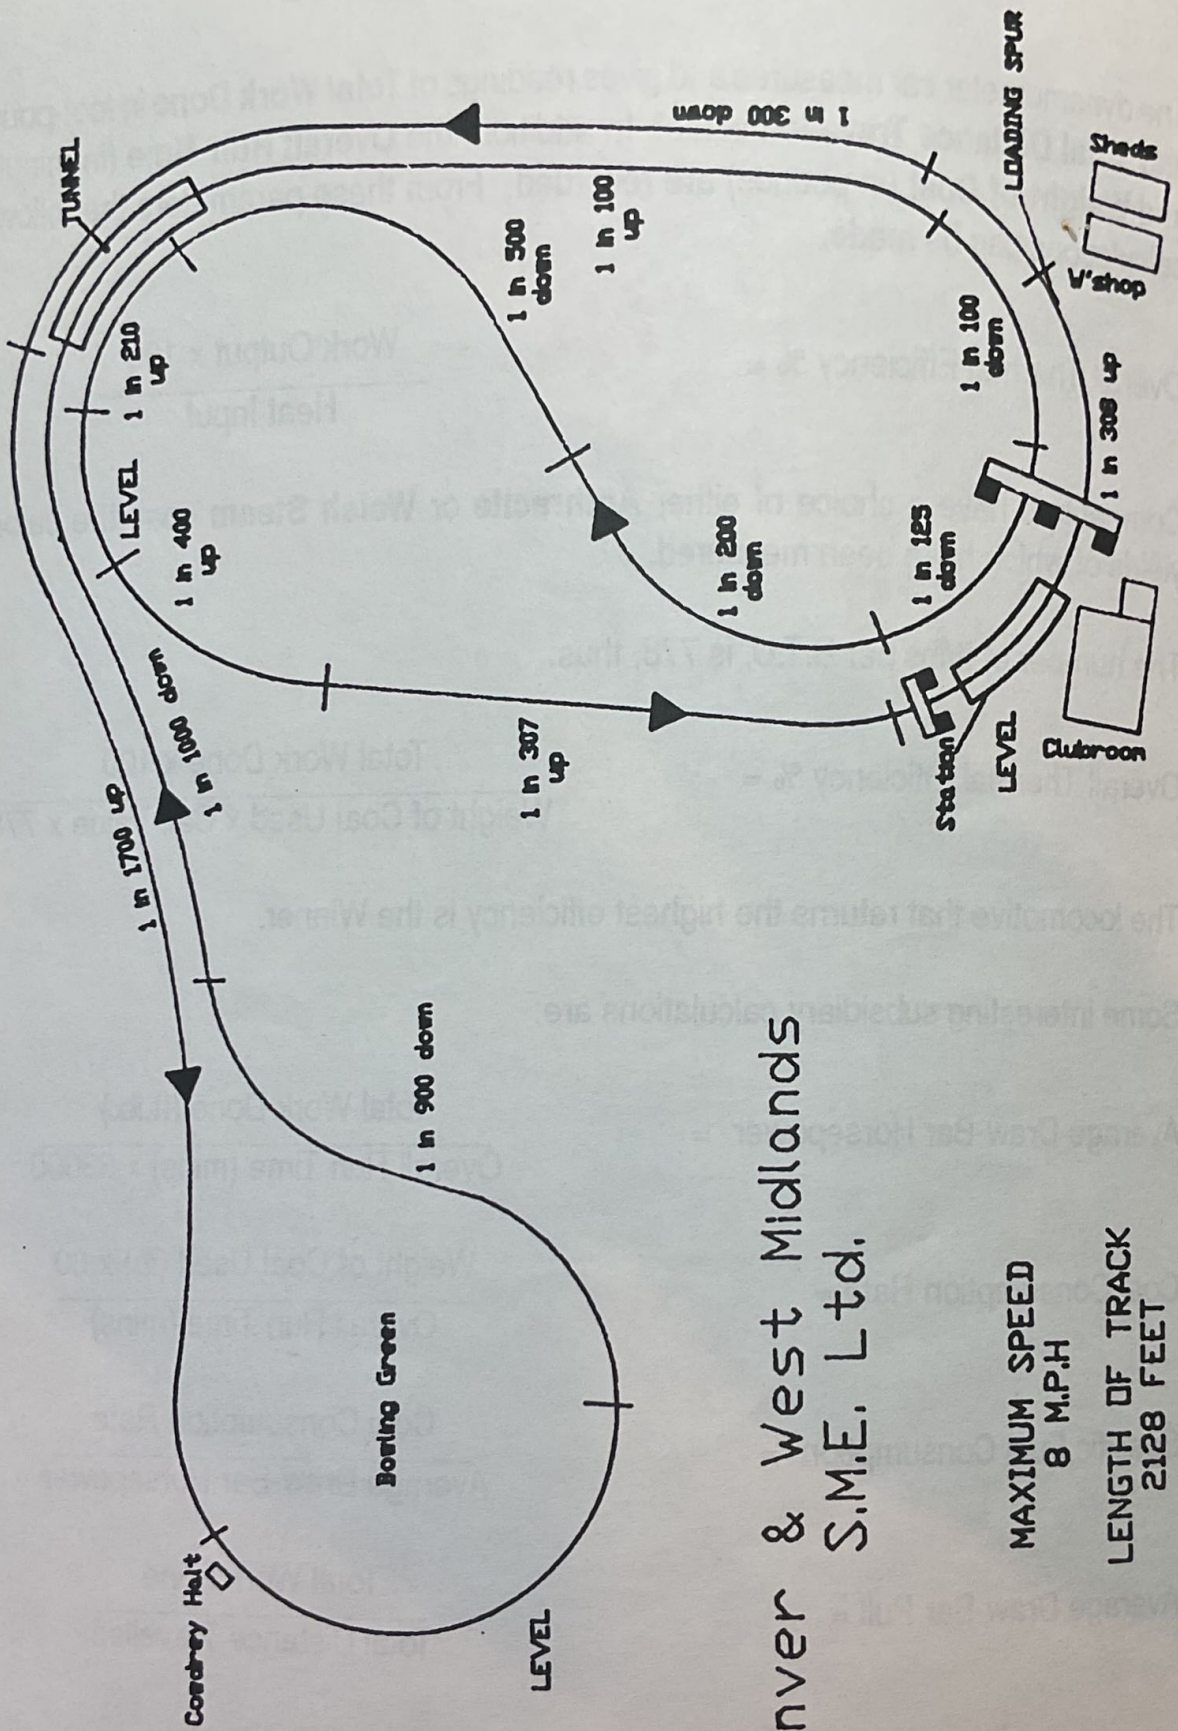 TUNNEL
1 in 300 down
LOADING SPUR
Sheds
W'shop
1 in 210
up
1 in 500
down
1 in 100
up
1 in 100
down
LEVEL
1 in 400
up
1 in 308 up
1 in 200
down
1 in 125
down
1 in 1700 up
1 in 1000 down
1 in 307
up
Station
LEVEL
Clubroom
1 in 900 down
Bowling Green
LEVEL
nver & West Midlands
S.M.E. Ltd.
MAXIMUM SPEED
8 M.P.H
LENGTH OF TRACK
2128 FEET